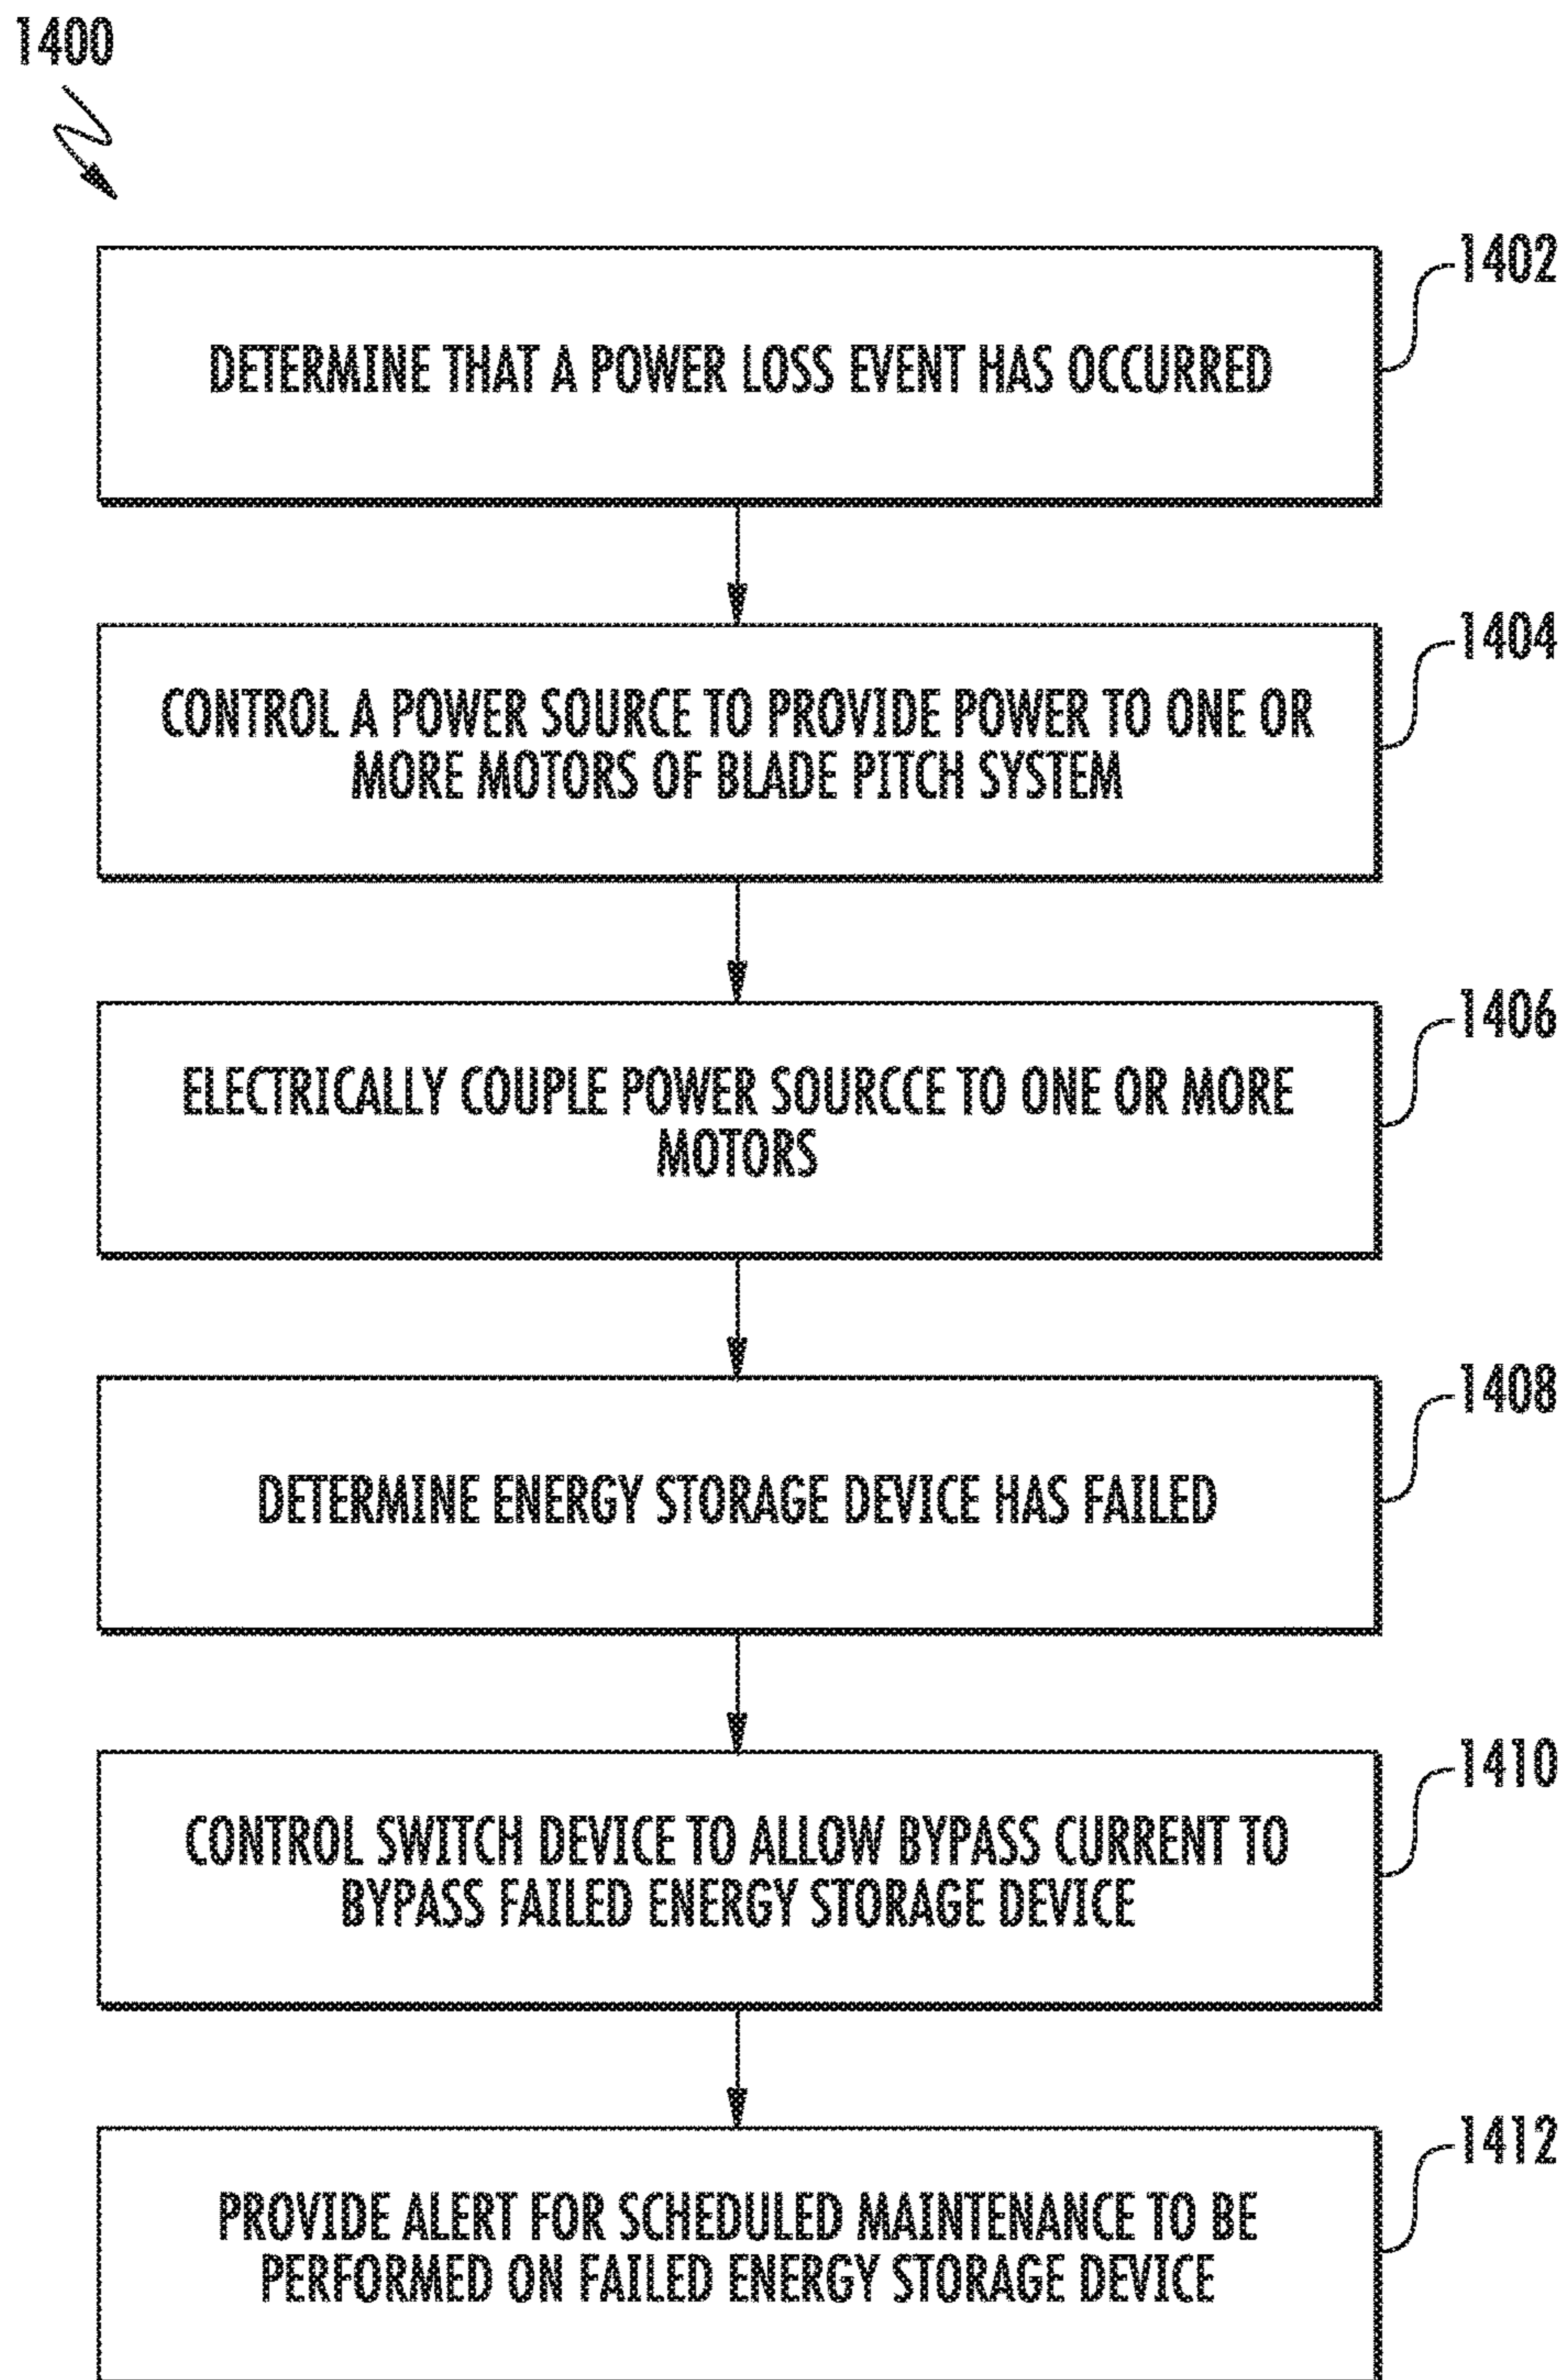 1400
1402
DETERMINE THAT A POWER LOSS EVENT HAS OCCURRED
1404
CONTROL A POWER SOURCE TO PROVIDE POWER TO ONE OR
MORE MOTORS OF BLADE PITCH SYSTEM
1406
ELECTRICALLY COUPLE POWER SOURCCE TO ONE OR MORE
MOTORS
1408
DETERMINE ENERGY STORAGE DEVICE HAS FAILED
1410
CONTROL SWITCH DEVICE TO ALLOW BYPASS CURRENT TO
BYPASS FAILED ENERGY STORAGE DEVICE
1412
PROVIDE ALERT FOR SCHEDULED MAINTENANCE TO BE
PERFORMED ON FAILED ENERGY STORAGE DEVICE